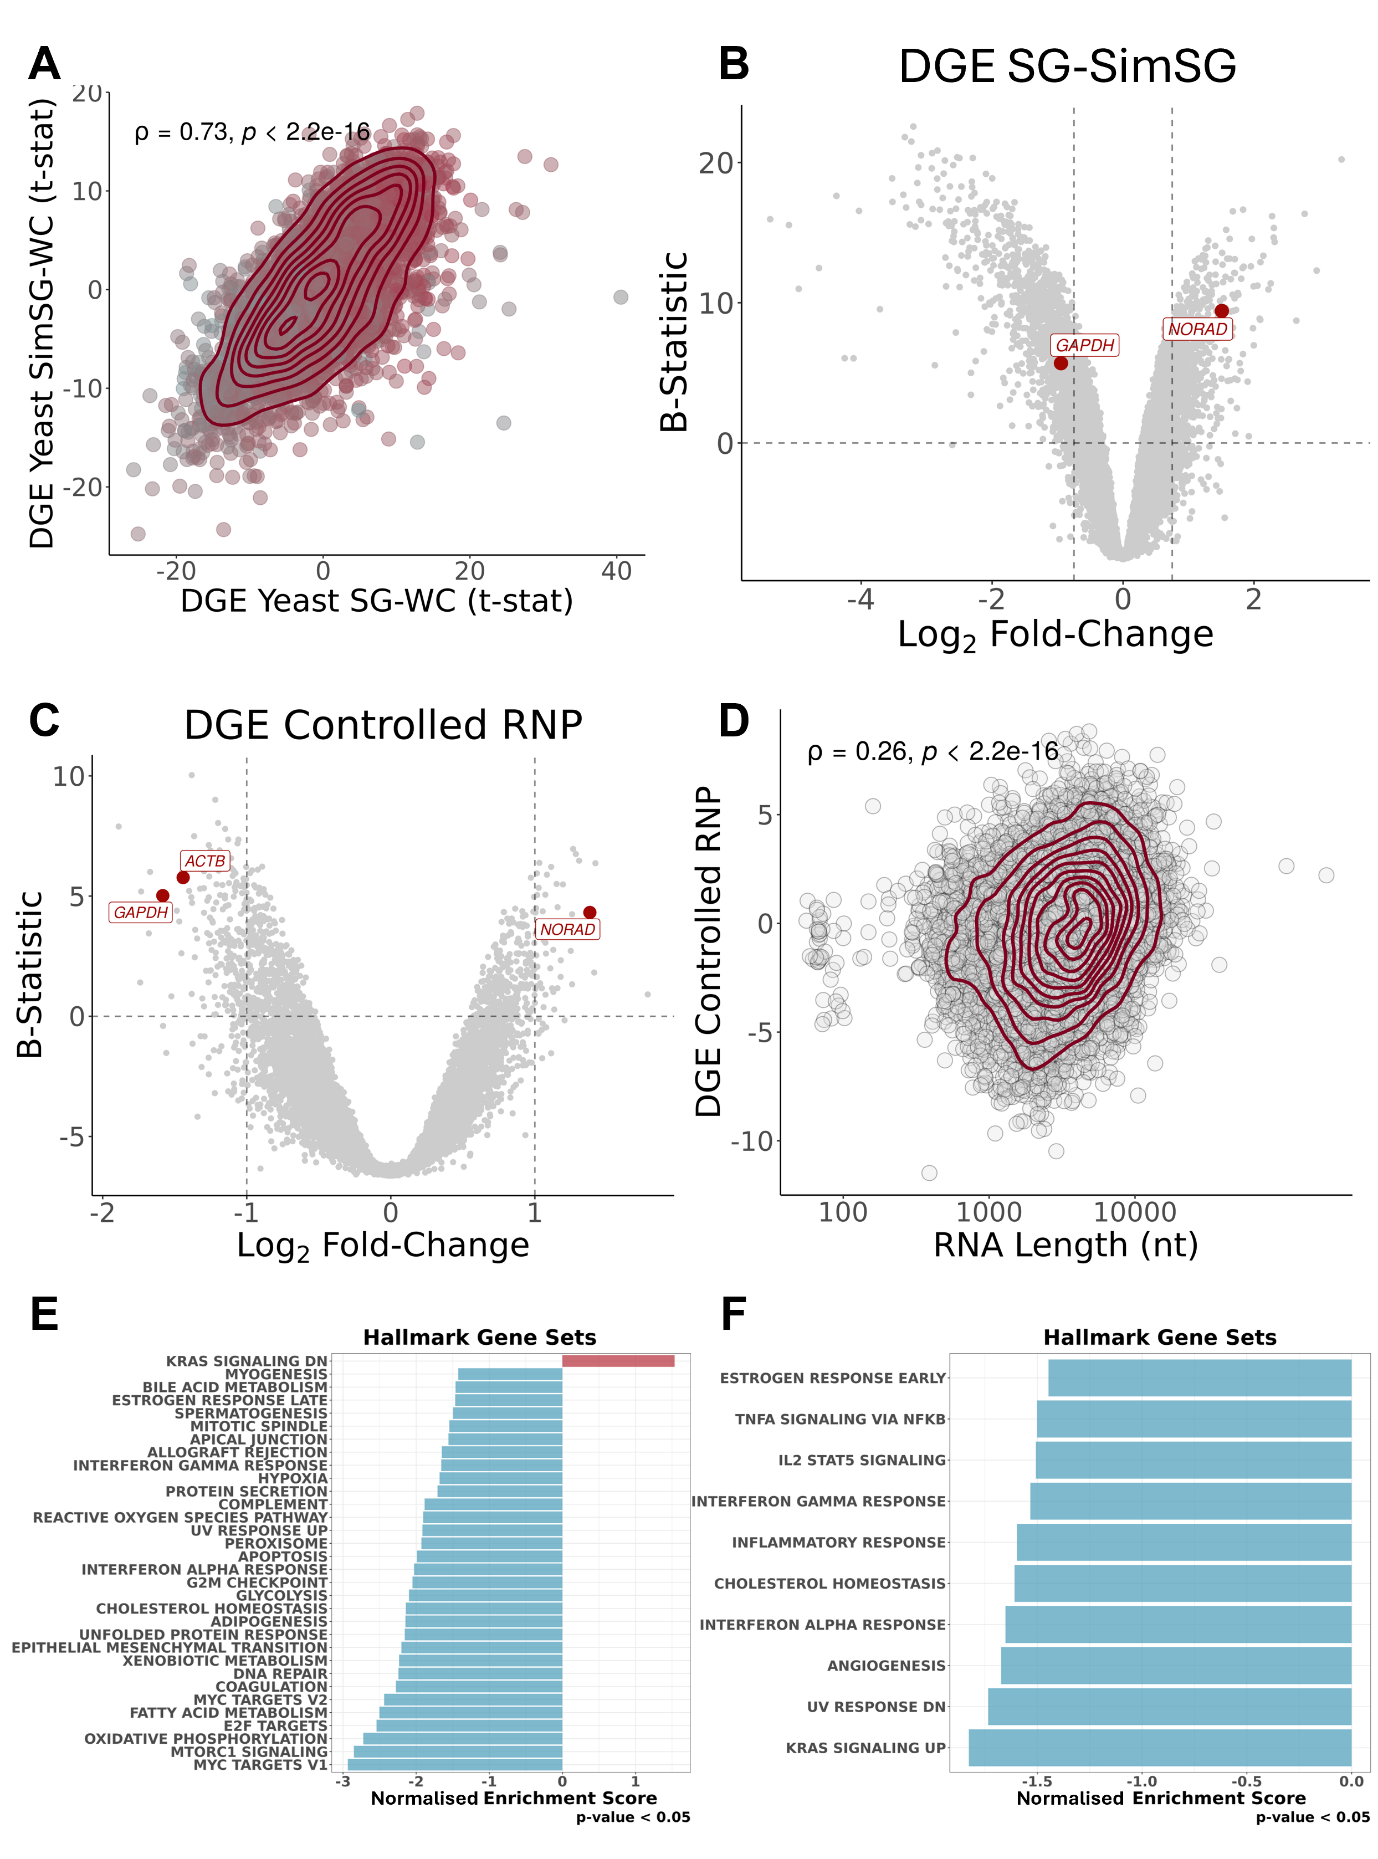 A
ρ = 0.73, p < 2.2e-16
DGE Yeast SimSG-WC (t-stat)
20
10
0
-10
-20
-20 0 20 40
DGE Yeast SG-WC (t-stat)
B
DGE SG-SimSG
B-Statistic
20
10
0
GAPDH
NORAD
-4 -2 0 2
Log2 Fold-Change
C
DGE Controlled RNP
B-Statistic
10
5
0
-5
ACTB
GAPDH
NORAD
-2 -1 0 1
Log2 Fold-Change
D
ρ = 0.26, p < 2.2e-16
DGE Controlled RNP
5
0
-5
-10
100 1000 10000
RNA Length (nt)
E
Hallmark Gene Sets
KRAS SIGNALING DN
MYOGENESIS
BILE ACID METABOLISM
ESTROGEN RESPONSE LATE
SPERMATOGENESIS
MITOTIC SPINDLE
APICAL JUNCTION
ALLOGRAFT REJECTION
INTERFERON GAMMA RESPONSE
HYPOXIA
PROTEIN SECRETION
COMPLEMENT
REACTIVE OXYGEN SPECIES PATHWAY
UV RESPONSE UP
PEROXISOME
APOPTOSIS
INTERFERON ALPHA RESPONSE
G2M CHECKPOINT
GLYCOLYSIS
CHOLESTEROL HOMEOSTASIS
ADIPOGENESIS
UNFOLDED PROTEIN RESPONSE
EPITHELIAL MESENCHYMAL TRANSITION
XENOBIOTIC METABOLISM
DNA REPAIR
COAGULATION
MYC TARGETS V2
FATTY ACID METABOLISM
E2F TARGETS
OXIDATIVE PHOSPHORYLATION
MTORC1 SIGNALING
MYC TARGETS V1
-3 -2 -1 0 1
Normalised Enrichment Score
p-value < 0.05
F
Hallmark Gene Sets
ESTROGEN RESPONSE EARLY
TNFA SIGNALING VIA NFKB
IL2 STAT5 SIGNALING
INTERFERON GAMMA RESPONSE
INFLAMMATORY RESPONSE
CHOLESTEROL HOMEOSTASIS
INTERFERON ALPHA RESPONSE
ANGIOGENESIS
UV RESPONSE DN
KRAS SIGNALING UP
-1.5 -1.0 -0.5 0.0
Normalised Enrichment Score
p-value < 0.05